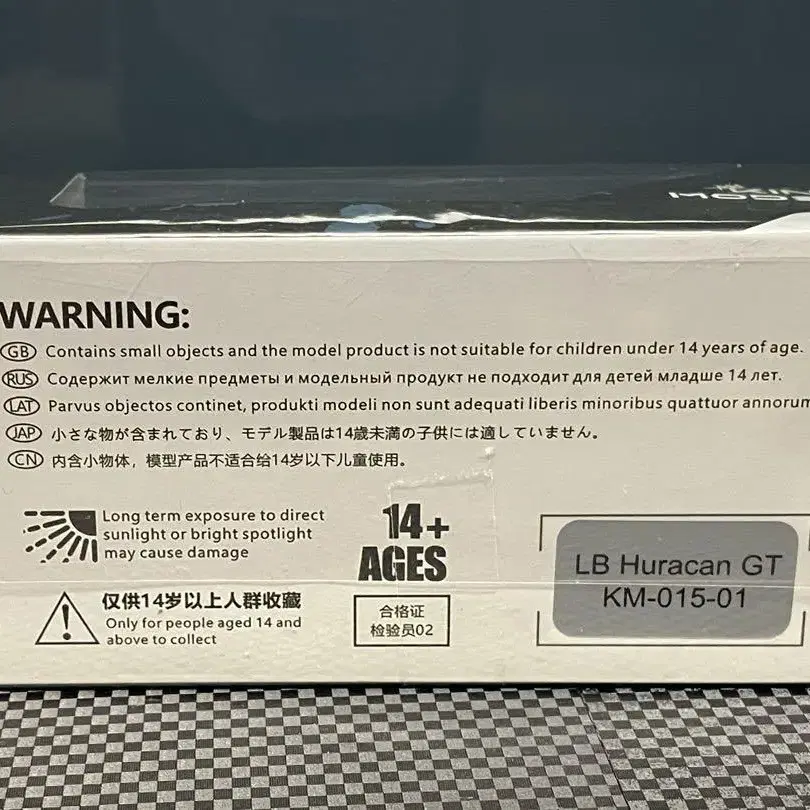 WARNING:
GB Contains small objects and the model product is not suitable for children under 14 years of age.
RUS Содержит мелкие предметы и модельный продукт не подходит для детей младше 14 лет.
LAT Parvus objectos continet, produkti modeli non sunt adequati liberis minoribus quattuor annorum
JAP 小さな物が含まれており、モデル製品は14歳未満の子供には適していません。
CN 内含小物体，模型产品不适合给14岁以下儿童使用。
Long term exposure to direct
sunlight or bright spotlight
may cause damage
14+
AGES
仅供14岁以上人群收藏
Only for people aged 14 and
above to collect
合格证
检验员02
LB Huracan GT
KM-015-01